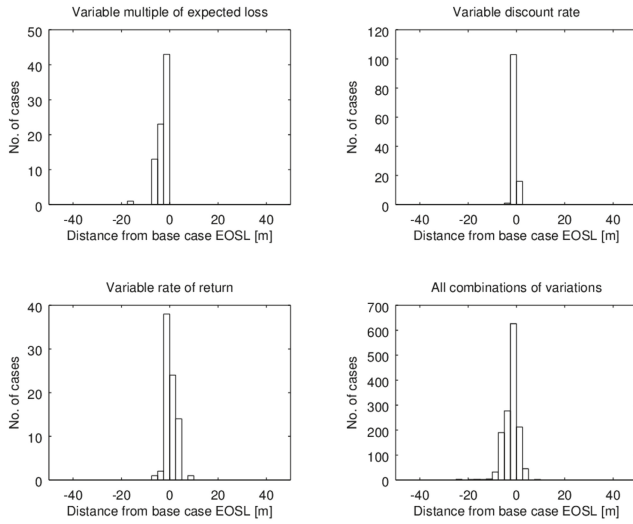 Variable multiple of expected loss
50
40
30
20
10
0
No. of cases
-40 -20 0 20 40
Distance from base case EOSL [m]
Variable discount rate
120
100
80
60
40
20
0
No. of cases
-40 -20 0 20 40
Distance from base case EOSL [m]
Variable rate of return
40
30
20
10
0
No. of cases
-40 -20 0 20 40
Distance from base case EOSL [m]
All combinations of variations
700
600
500
400
300
200
100
0
No. of cases
-40 -20 0 20 40
Distance from base case EOSL [m]